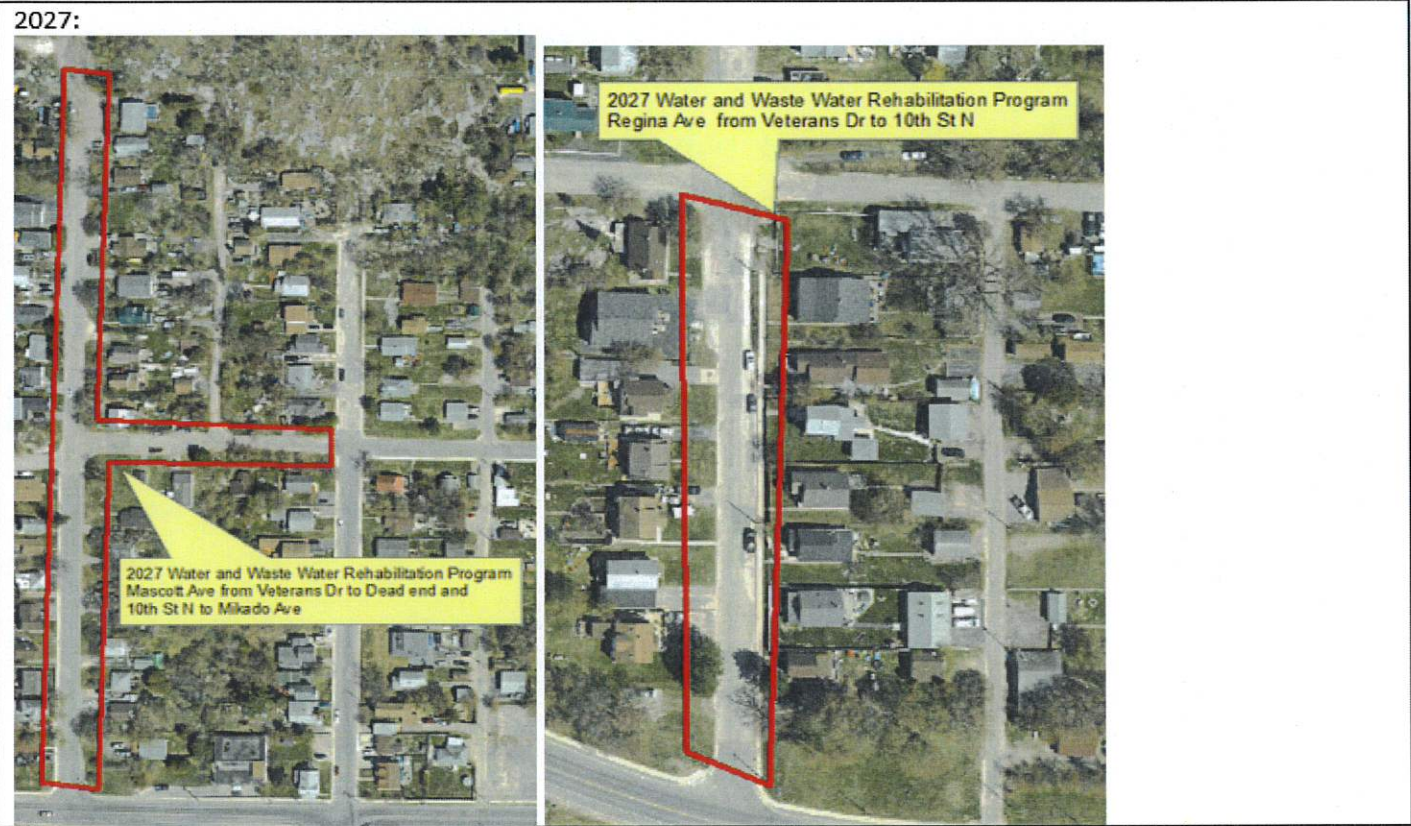 2027:
2027 Water and Waste Water Rehabilitation Program
Regina Ave from Veterans Dr to 10th St N
2027 Water and Waste Water Rehabilitation Program
Mascott Ave from Veterans Dr to Dead end and
10th St N to Mikado Ave